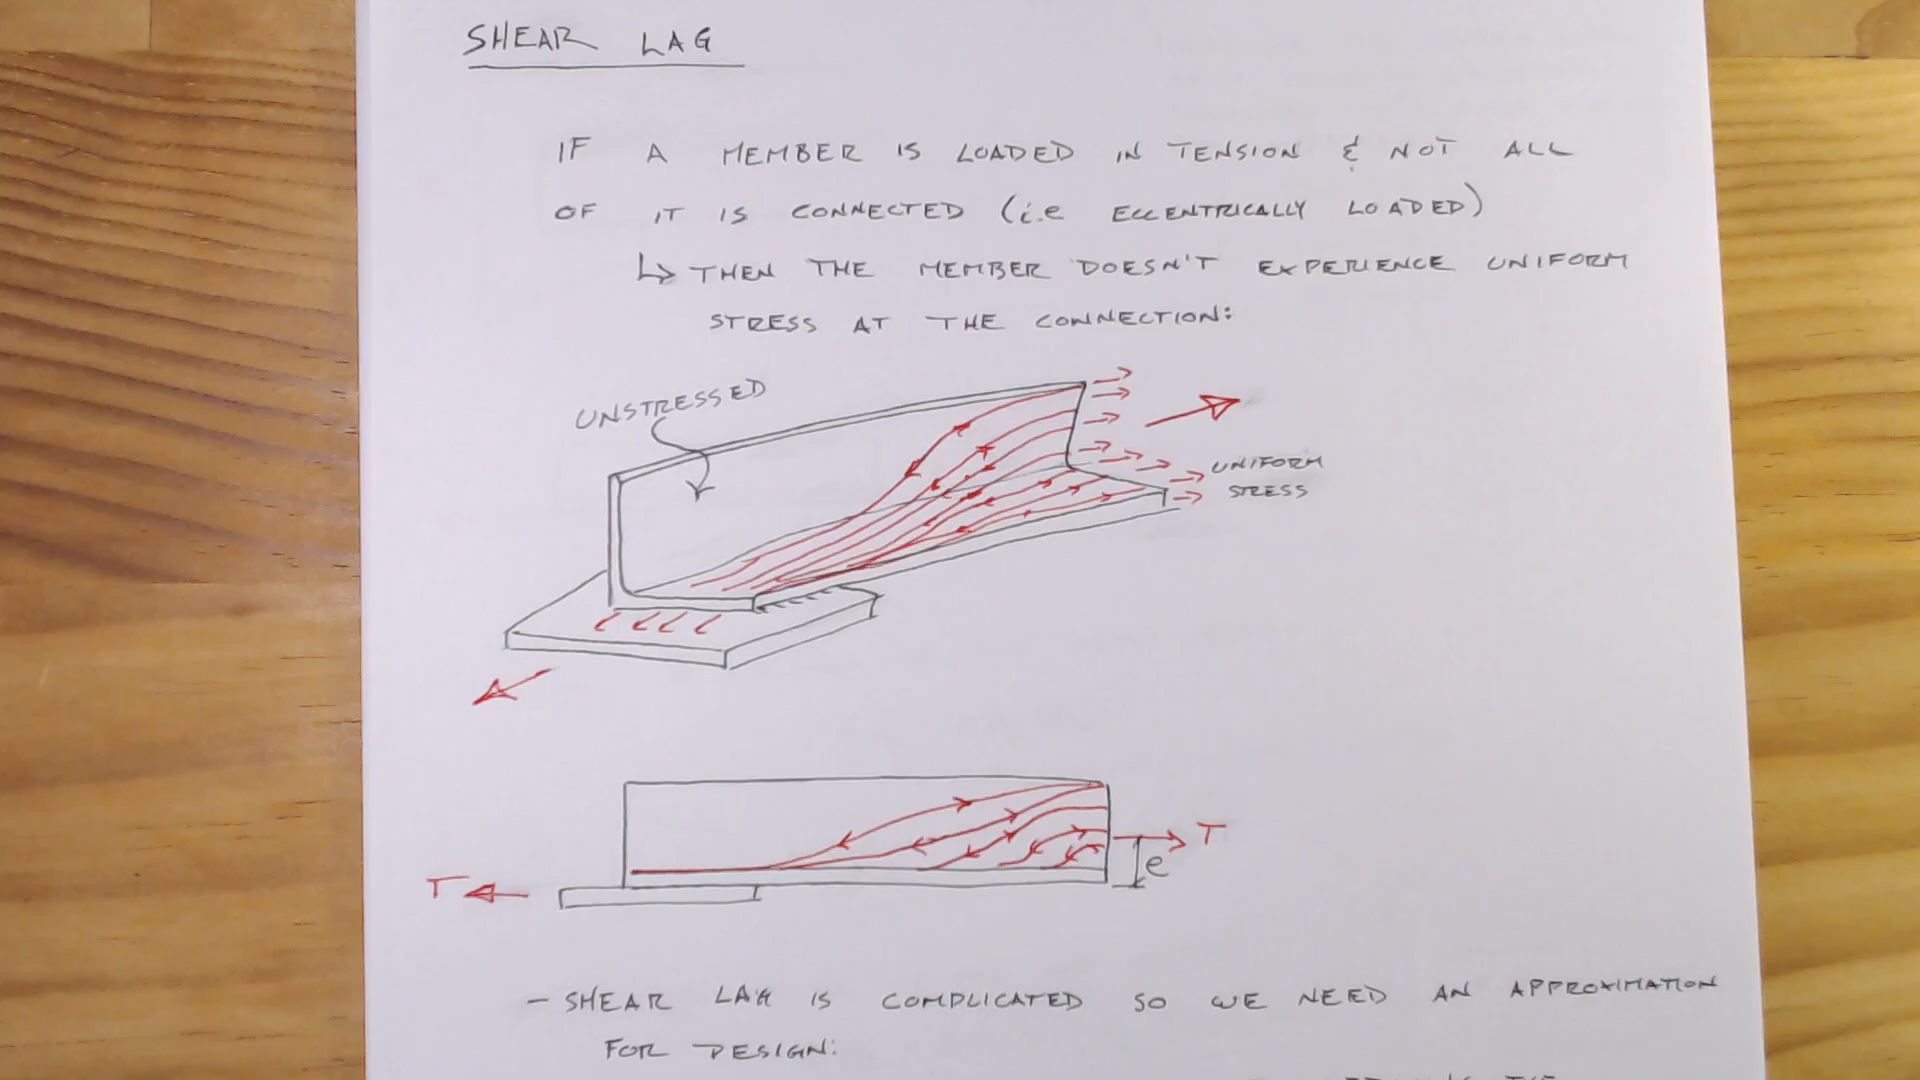 SHEAR LAG
IF A MEMBER IS LOADED IN TENSION & NOT ALL
OF IT IS CONNECTED (i.e ECCENTRICALLY LOADED)
↳ THEN THE MEMBER DOESN'T EXPERIENCE UNIFORM
STRESS AT THE CONNECTION:
UNSTRESSED
UNIFORM
STRESS
T
e
T
- SHEAR LAG IS COMPLICATED SO WE NEED AN APPROXIMATION
FOR DESIGN: